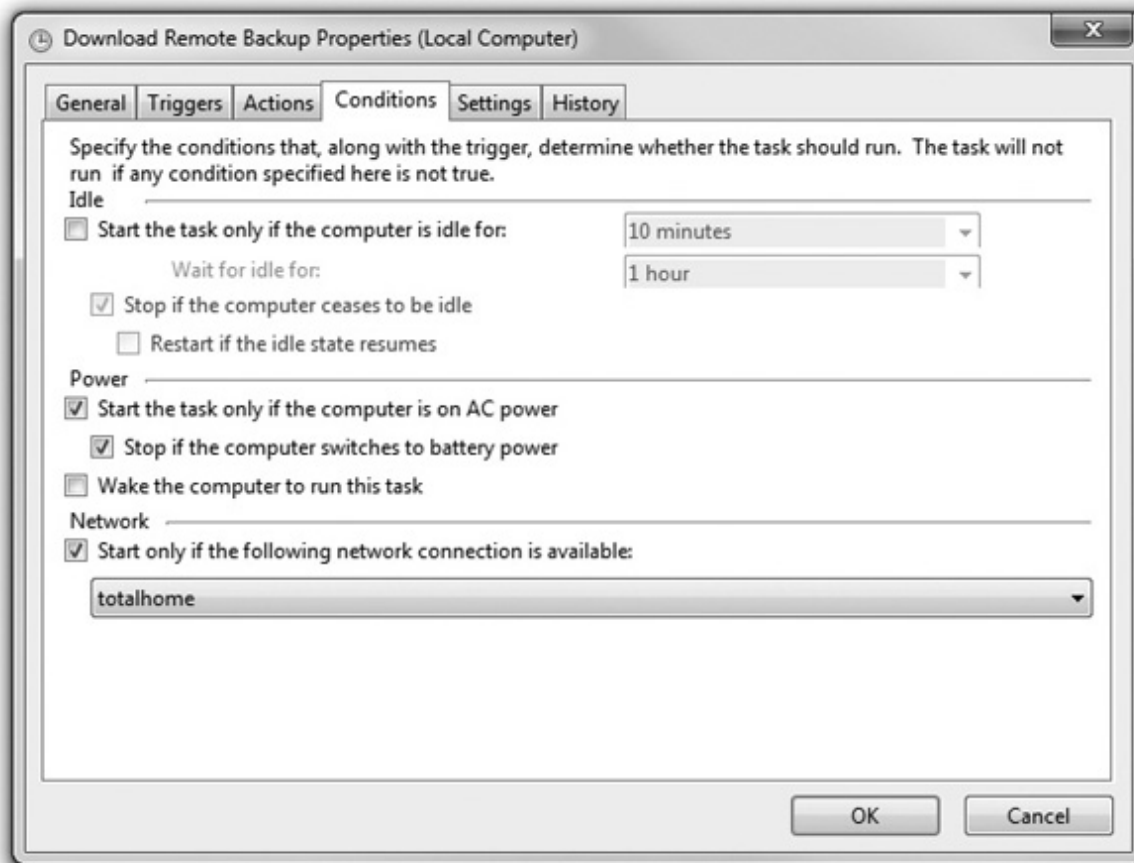 Download Remote Backup Properties (Local Computer)
General Triggers Actions Conditions Settings History
Specify the conditions that, along with the trigger, determine whether the task should run. The task will not
run if any condition specified here is not true.
Idle
Start the task only if the computer is idle for: 10 minutes
Wait for idle for: 1 hour
Stop if the computer ceases to be idle
Restart if the idle state resumes
Power
Start the task only if the computer is on AC power
Stop if the computer switches to battery power
Wake the computer to run this task
Network
Start only if the following network connection is available:
totalhome
OK Cancel